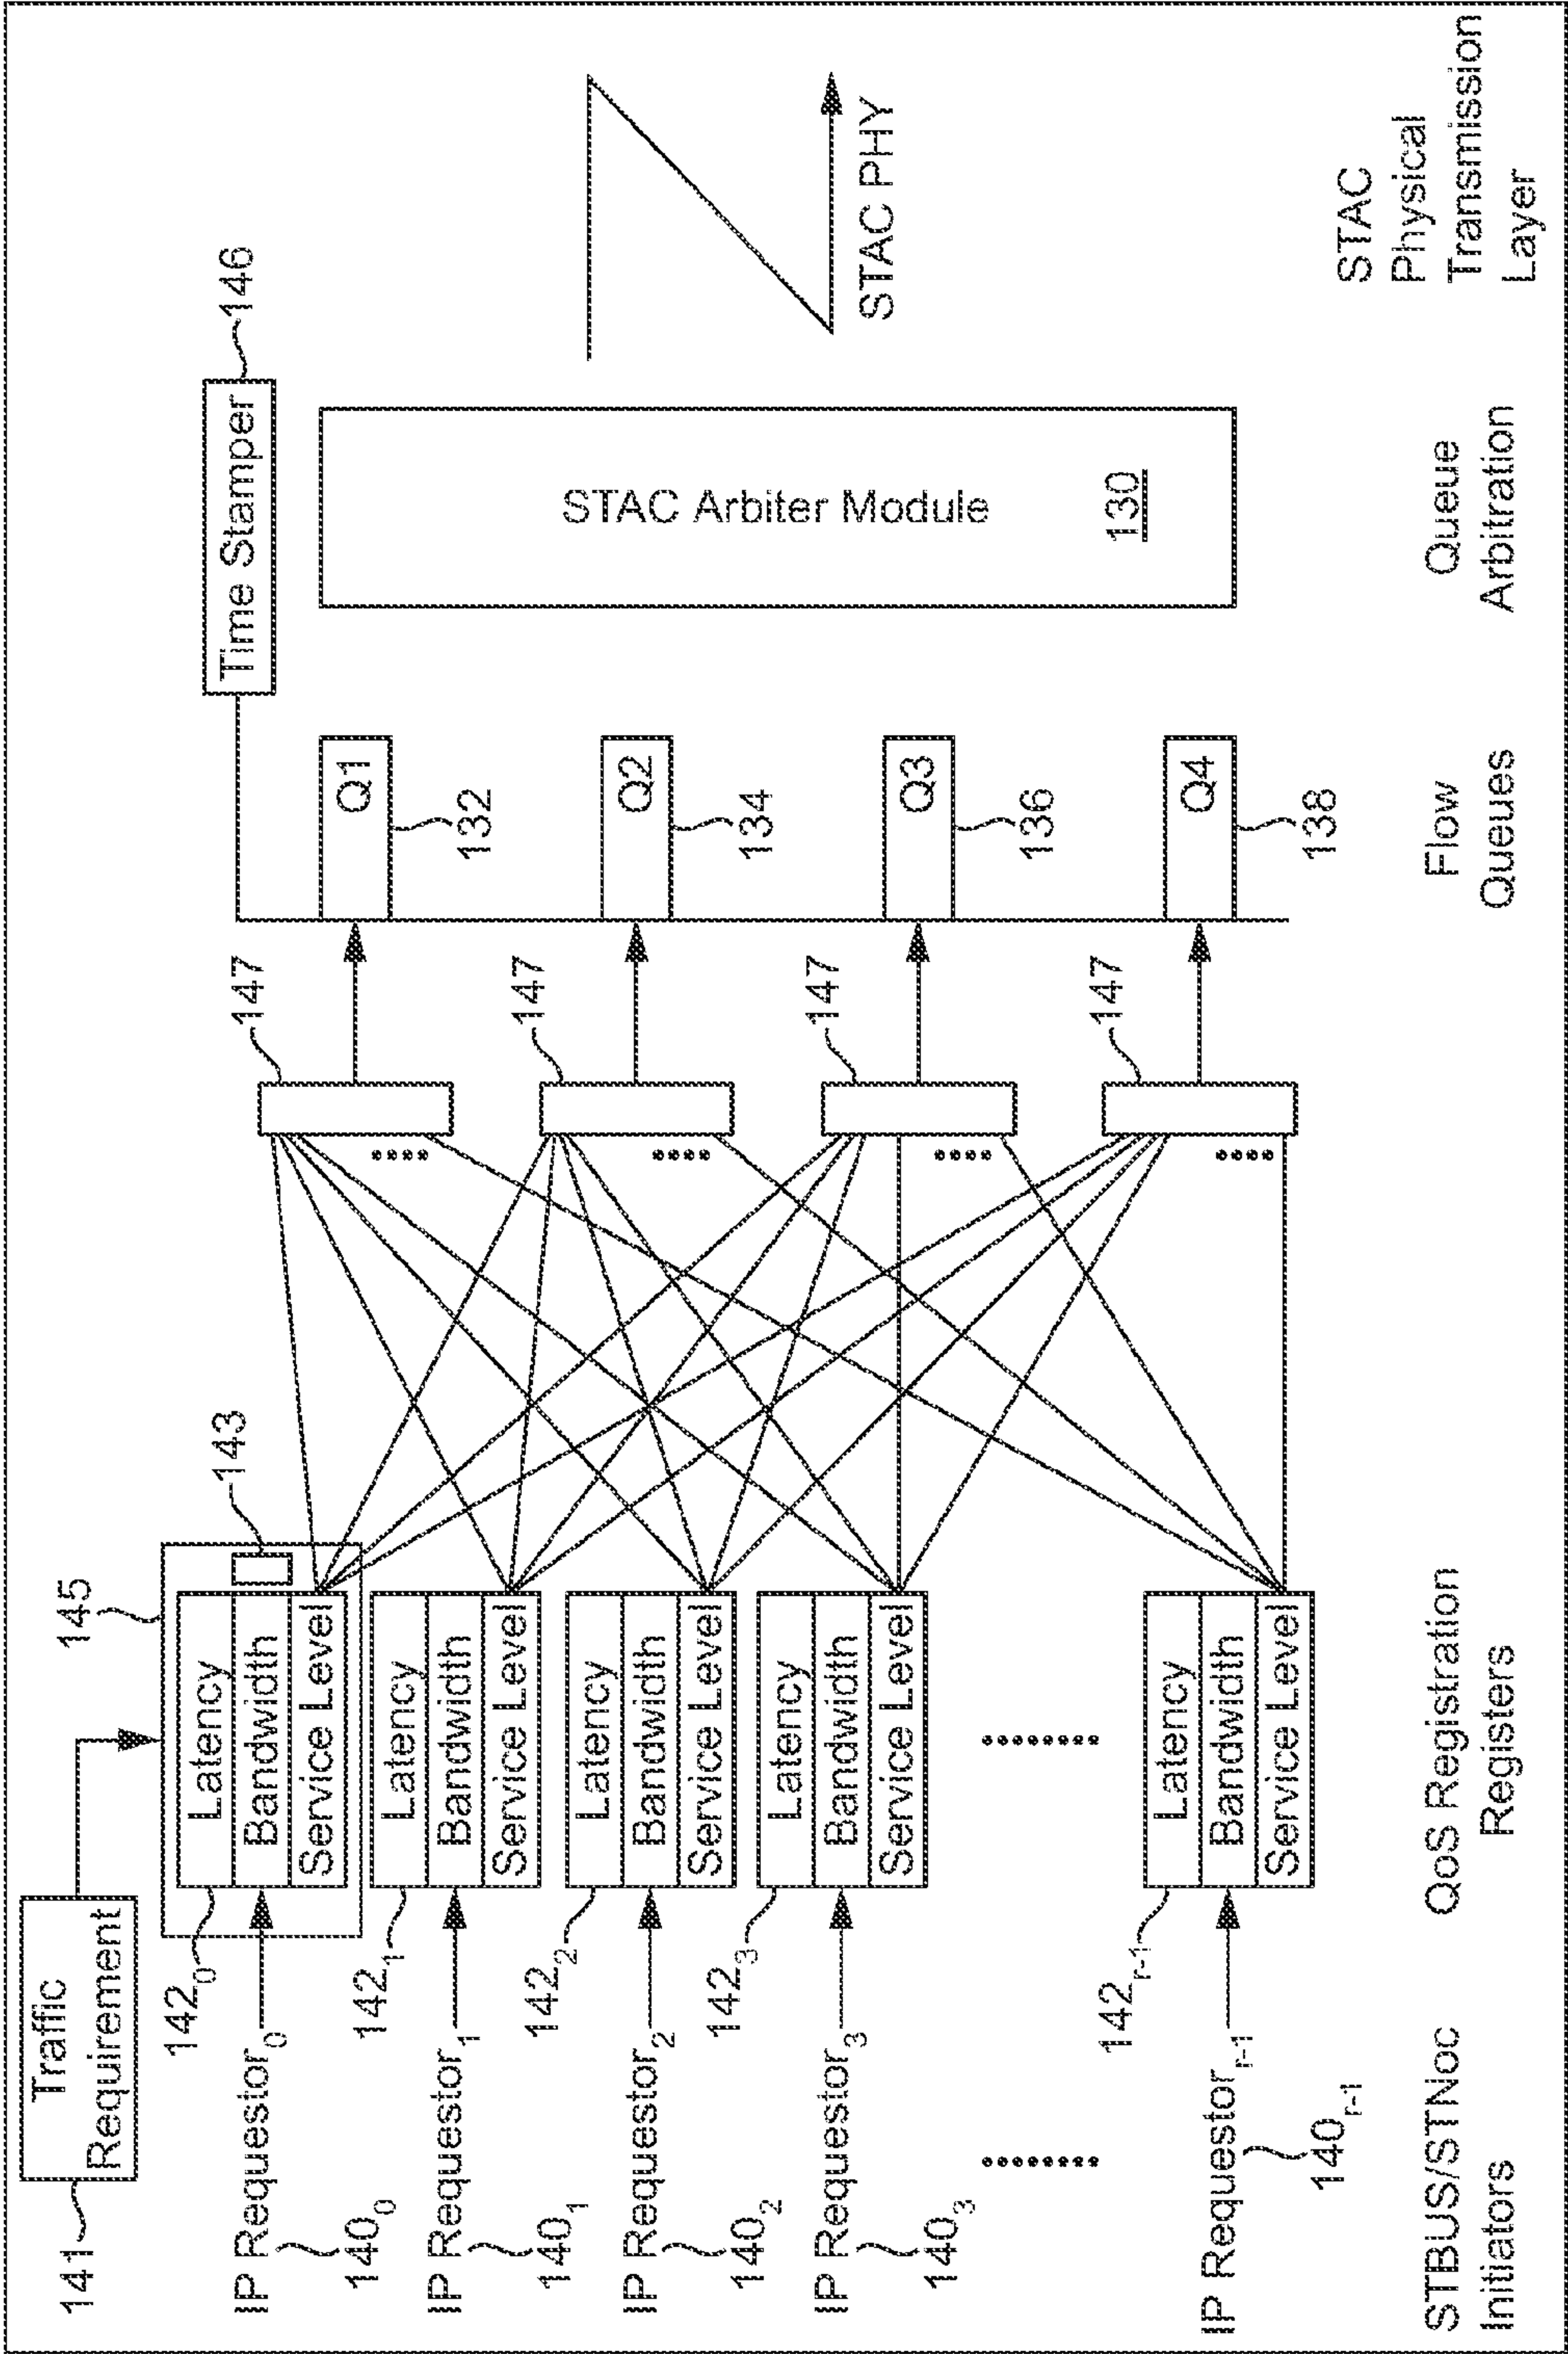 141
Traffic
Requirement
145
143
146
Time Stamper
142₀
Latency
Bandwidth
Service Level
IP Requestor₀
140₀
142₁
Latency
Bandwidth
Service Level
IP Requestor₁
140₁
142₂
Latency
Bandwidth
Service Level
IP Requestor₂
140₂
142₃
Latency
Bandwidth
Service Level
IP Requestor₃
140₃
142ᵣ₋₁
Latency
Bandwidth
Service Level
IP Requestorᵣ₋₁
140ᵣ₋₁
147
147
147
147
Q1
132
Q2
134
Q3
136
Q4
138
STAC Arbiter Module
130
STAC PHY
STBUS/STNoc
Initiators
QoS Registration
Registers
Flow
Queues
Queue
Arbitration
STAC
Physical
Transmission
Layer